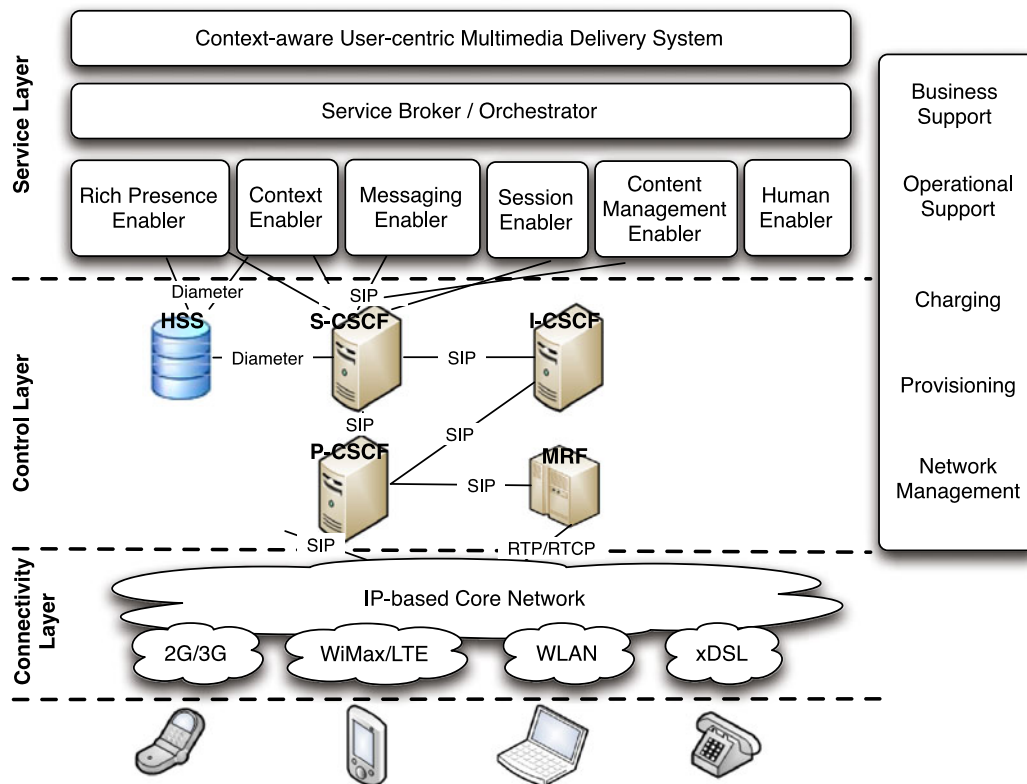 Service Layer
Context-aware User-centric Multimedia Delivery System
Service Broker / Orchestrator
Rich Presence
Enabler
Context
Enabler
Messaging
Enabler
Session
Enabler
Content
Management
Enabler
Human
Enabler
Business
Support
Operational
Support
Charging
Provisioning
Network
Management
Control Layer
Diameter
SIP
HSS
S-CSCF
I-CSCF
Diameter
SIP
SIP
SIP
P-CSCF
MRF
SIP
SIP
RTP/RTCP
Connectivity
Layer
IP-based Core Network
2G/3G
WiMax/LTE
WLAN
xDSL